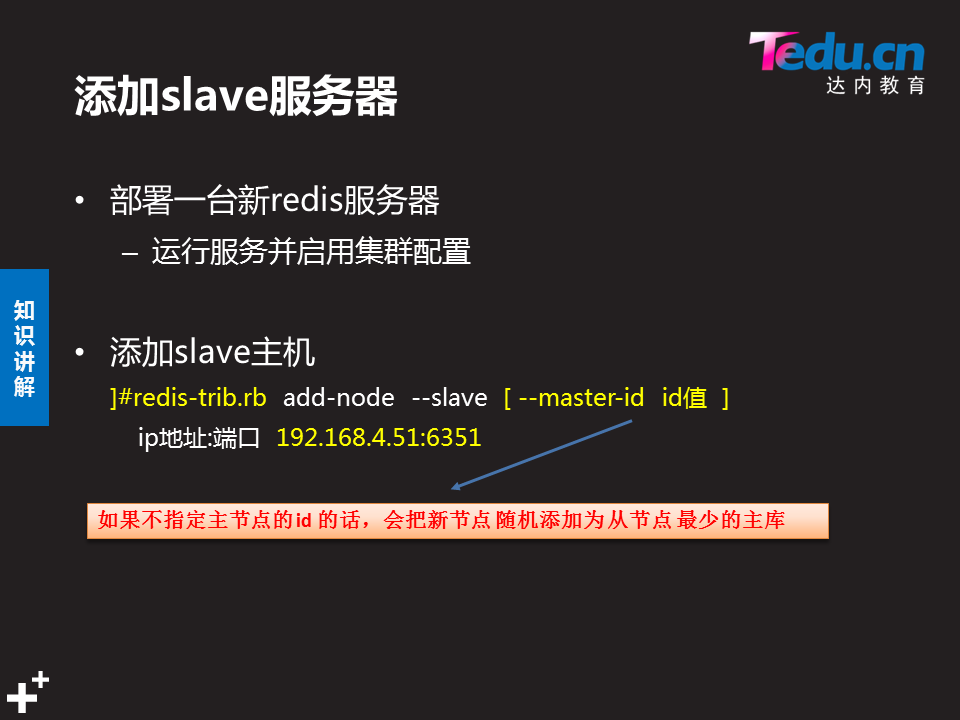 Tedu.cn
达内教育
添加slave服务器
• 部署一台新redis服务器
– 运行服务并启用集群配置
知
识
讲
解
• 添加slave主机
]#redis-trib.rb add-node --slave [ --master-id id值 ]
ip地址:端口 192.168.4.51:6351
如果不指定主节点的id 的话，会把新节点 随机添加为 从节点 最少的主库